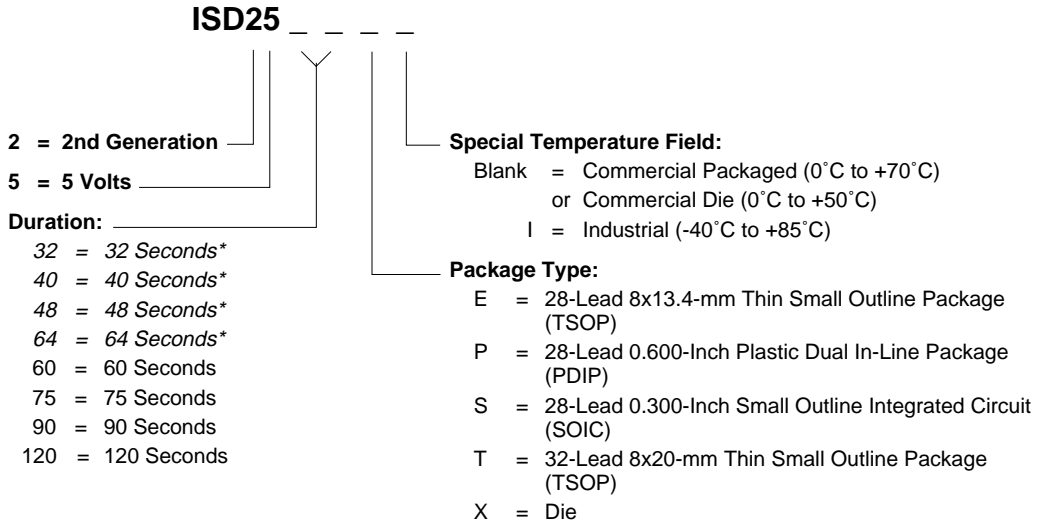 ISD25 _ _ _ _
2 = 2nd Generation
5 = 5 Volts
Duration:
32 = 32 Seconds*
40 = 40 Seconds*
48 = 48 Seconds*
64 = 64 Seconds*
60 = 60 Seconds
75 = 75 Seconds
90 = 90 Seconds
120 = 120 Seconds
Special Temperature Field:
Blank = Commercial Packaged (0˚C to +70˚C)
or Commercial Die (0˚C to +50˚C)
I = Industrial (-40˚C to +85˚C)
Package Type:
E = 28-Lead 8x13.4-mm Thin Small Outline Package
(TSOP)
P = 28-Lead 0.600-Inch Plastic Dual In-Line Package
(PDIP)
S = 28-Lead 0.300-Inch Small Outline Integrated Circuit
(SOIC)
T = 32-Lead 8x20-mm Thin Small Outline Package
(TSOP)
X = Die